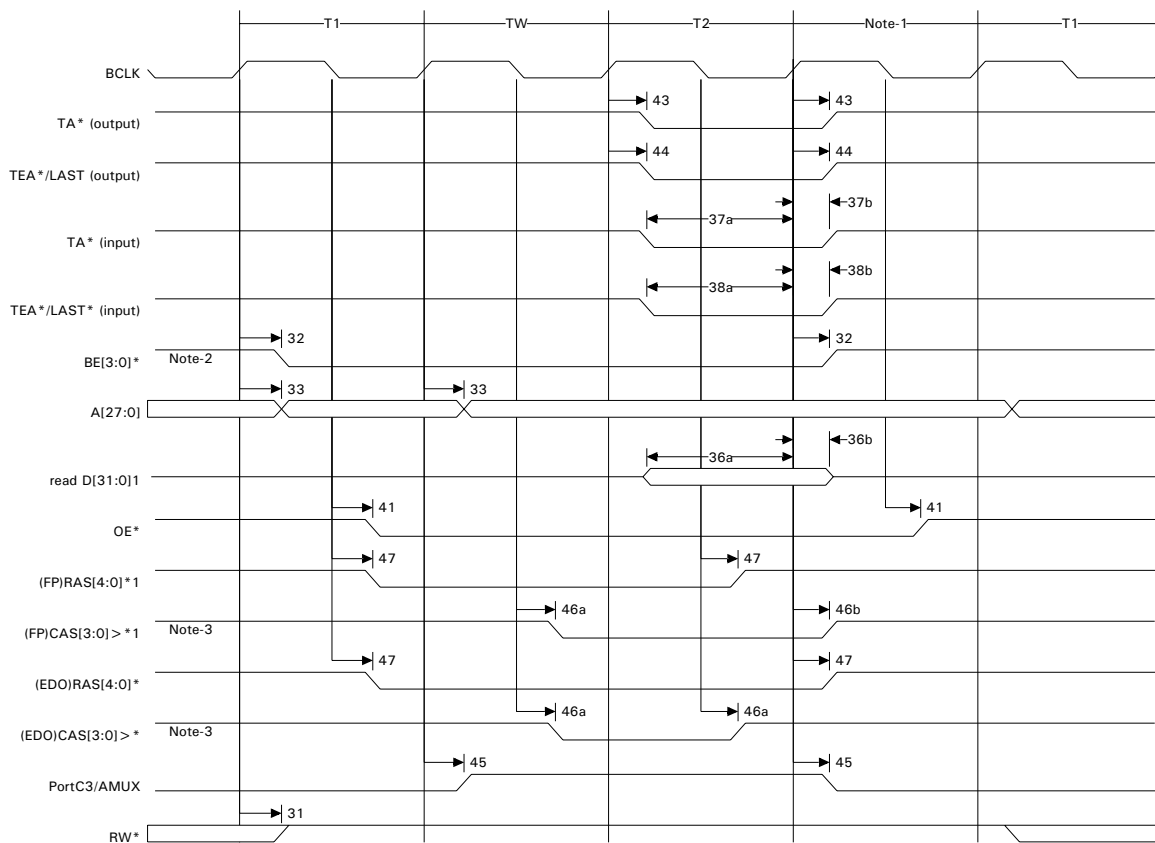 T1 TW T2 Note-1 T1
BCLK
43 43
TA* (output)
44 44
TEA*/LAST (output)
37b
37a
TA* (input)
38b
38a
TEA*/LAST* (input)
32 32
BE[3:0]* Note-2
33 33
A[27:0]
36b
36a
read D[31:0]1
41 41
OE*
47 47
(FP)RAS[4:0]*1
46a 46b
(FP)CAS[3:0]>*1 Note-3
47 47
(EDO)RAS[4:0]*
46a 46a
(EDO)CAS[3:0]>* Note-3
45 45
PortC3/AMUX
31
RW*